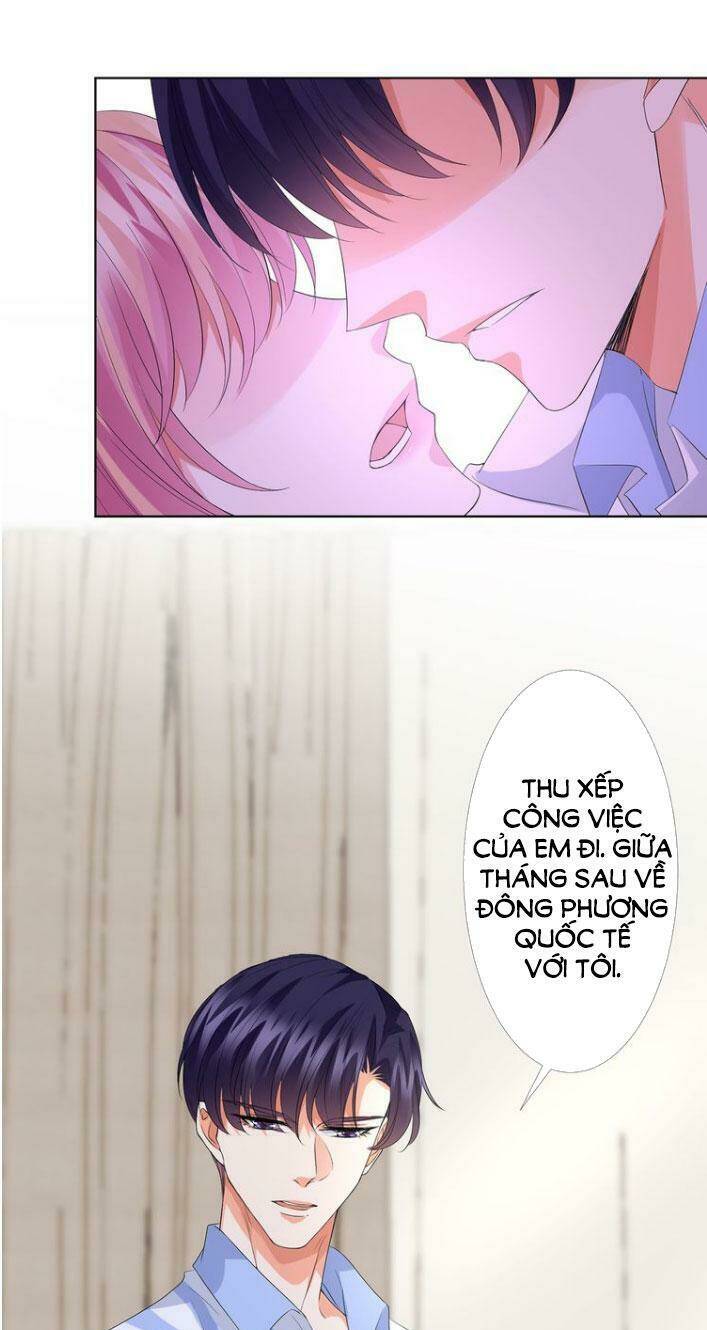 THU XẾP
CÔNG VIỆC
CỦA EM ĐI. GIỮA
THÁNG SAU VỀ
ĐÔNG PHƯƠNG
QUỐC TẾ
VỚI TÔI.